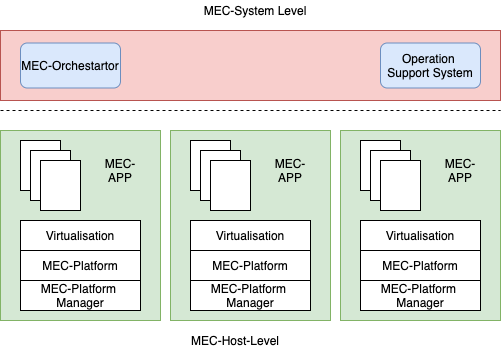 MEC-System Level
MEC-Orchestartor
Operation
Support System
MEC-
APP
Virtualisation
MEC-Platform
MEC-Platform
Manager
MEC-
APP
Virtualisation
MEC-Platform
MEC-Platform
Manager
MEC-
APP
Virtualisation
MEC-Platform
MEC-Platform
Manager
MEC-Host-Level